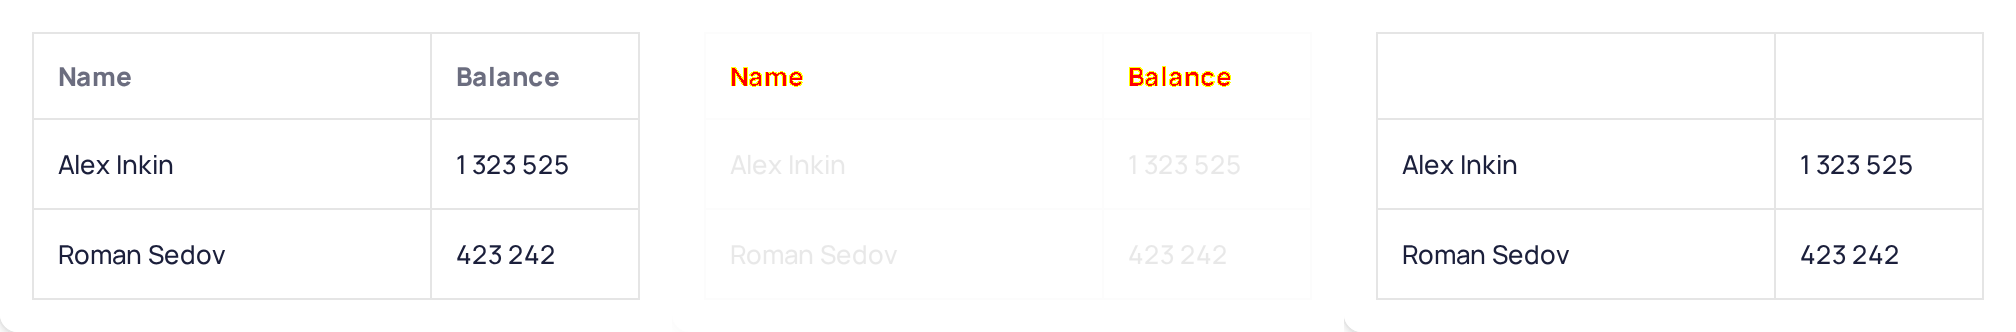 Name Balance Name Balance
Alex Inkin 1 323 525 Alex Inkin 1 323 525 Alex Inkin 1 323 525
Roman Sedov 423 242 Roman Sedov 423 242 Roman Sedov 423 242